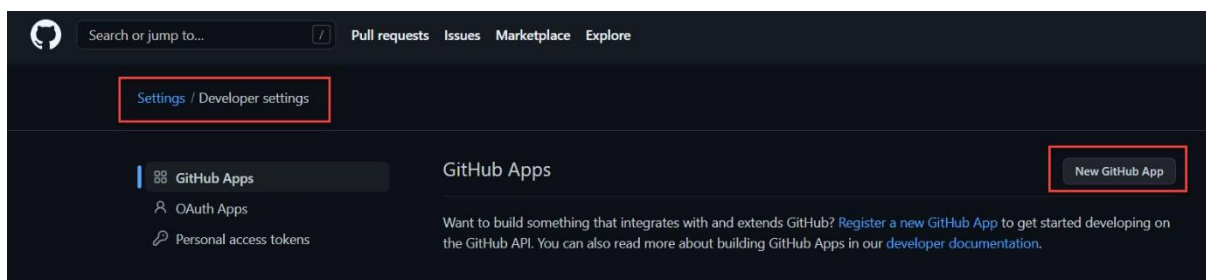 Search or jump to... / Pull requests Issues Marketplace Explore
Settings / Developer settings
GitHub Apps
OAuth Apps
Personal access tokens
GitHub Apps
New GitHub App
Want to build something that integrates with and extends GitHub? Register a new GitHub App to get started developing on
the GitHub API. You can also read more about building GitHub Apps in our developer documentation.